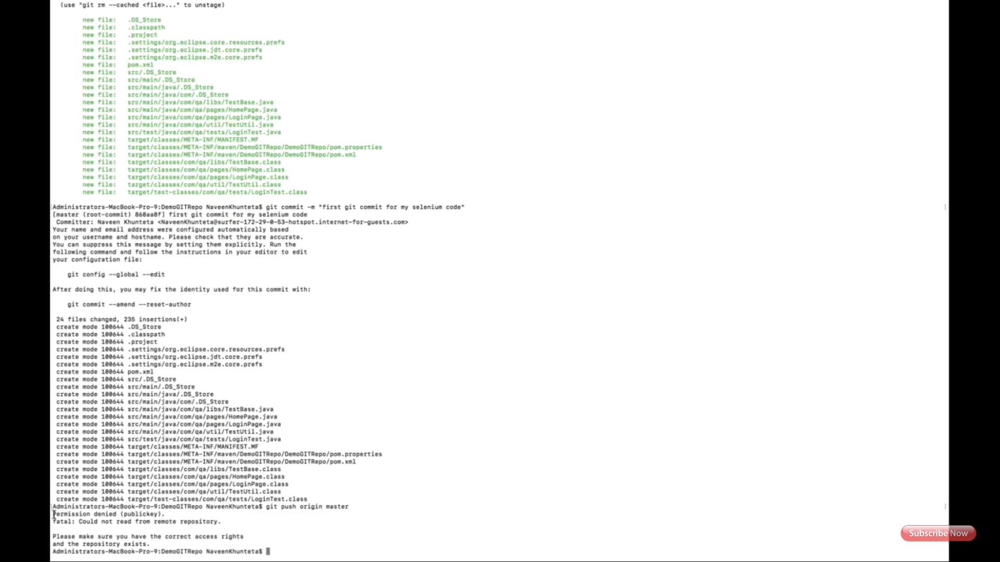 (use "git rm --cached <file>..." to unstage)
new file:   .DS_Store
new file:   .classpath
new file:   .project
new file:   .settings/org.eclipse.core.resources.prefs
new file:   .settings/org.eclipse.jdt.core.prefs
new file:   .settings/org.eclipse.m2e.core.prefs
new file:   pom.xml
new file:   src/.DS_Store
new file:   src/main/.DS_Store
new file:   src/main/java/.DS_Store
new file:   src/main/java/com/.DS_Store
new file:   src/main/java/com/qa/libs/TestBase.java
new file:   src/main/java/com/qa/pages/HomePage.java
new file:   src/main/java/com/qa/pages/LoginPage.java
new file:   src/main/java/com/qa/util/TestUtil.java
new file:   src/test/java/com/qa/tests/LoginTest.java
new file:   target/classes/META-INF/MANIFEST.MF
new file:   target/classes/META-INF/maven/DemoGITRepo/DemoGITRepo/pom.properties
new file:   target/classes/META-INF/maven/DemoGITRepo/DemoGITRepo/pom.xml
new file:   target/classes/com/qa/libs/TestBase.class
new file:   target/classes/com/qa/pages/HomePage.class
new file:   target/classes/com/qa/pages/LoginPage.class
new file:   target/classes/com/qa/util/TestUtil.class
new file:   target/test-classes/com/qa/tests/LoginTest.class
[Administrators-MacBook-Pro-9:DemoGITRepo NaveenKhunteta$ git commit -m "first git commit for my selenium code" ]
[master (root-commit) 868aa8f] first git commit for my selenium code
Committer: Naveen Khunteta <NaveenKhunteta@surfer-172-29-0-53-hotspot.internet-for-guests.com>
Your name and email address were configured automatically based
on your username and hostname. Please check that they are accurate.
You can suppress this message by setting them explicitly. Run the
following command and follow the instructions in your editor to edit
your configuration file:
git config --global --edit
After doing this, you may fix the identity used for this commit with:
git commit --amend --reset-author
24 files changed, 235 insertions(+)
create mode 100644 .DS_Store
create mode 100644 .classpath
create mode 100644 .project
create mode 100644 .settings/org.eclipse.core.resources.prefs
create mode 100644 .settings/org.eclipse.jdt.core.prefs
create mode 100644 .settings/org.eclipse.m2e.core.prefs
create mode 100644 pom.xml
create mode 100644 src/.DS_Store
create mode 100644 src/main/.DS_Store
create mode 100644 src/main/java/.DS_Store
create mode 100644 src/main/java/com/.DS_Store
create mode 100644 src/main/java/com/qa/libs/TestBase.java
create mode 100644 src/main/java/com/qa/pages/HomePage.java
create mode 100644 src/main/java/com/qa/pages/LoginPage.java
create mode 100644 src/main/java/com/qa/util/TestUtil.java
create mode 100644 src/test/java/com/qa/tests/LoginTest.java
create mode 100644 target/classes/META-INF/MANIFEST.MF
create mode 100644 target/classes/META-INF/maven/DemoGITRepo/DemoGITRepo/pom.properties
create mode 100644 target/classes/META-INF/maven/DemoGITRepo/DemoGITRepo/pom.xml
create mode 100644 target/classes/com/qa/libs/TestBase.class
create mode 100644 target/classes/com/qa/pages/HomePage.class
create mode 100644 target/classes/com/qa/pages/LoginPage.class
create mode 100644 target/classes/com/qa/util/TestUtil.class
create mode 100644 target/test-classes/com/qa/tests/LoginTest.class
[Administrators-MacBook-Pro-9:DemoGITRepo NaveenKhunteta$ git push origin master ]
Permission denied (publickey).
fatal: Could not read from remote repository.
Please make sure you have the correct access rights
and the repository exists.
Administrators-MacBook-Pro-9:DemoGITRepo NaveenKhunteta$
Subscribe Now